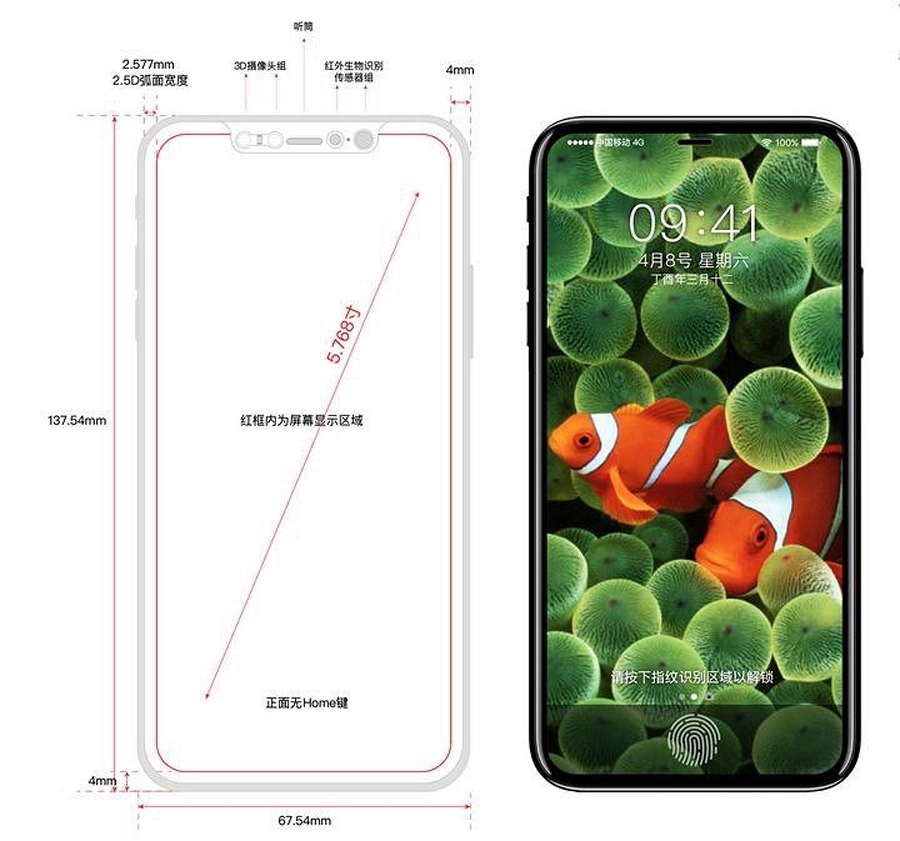 听筒
2.577mm
2.5D弧面宽度
3D摄像头组
红外生物识别
传感器组
4mm
5.768寸
137.54mm
红框内为屏幕显示区域
正面无Home键
4mm
67.54mm
中国移动 4G
100%
09:41
4月8号 星期六
丁酉年三月十二
请按下指纹识别区域以解锁